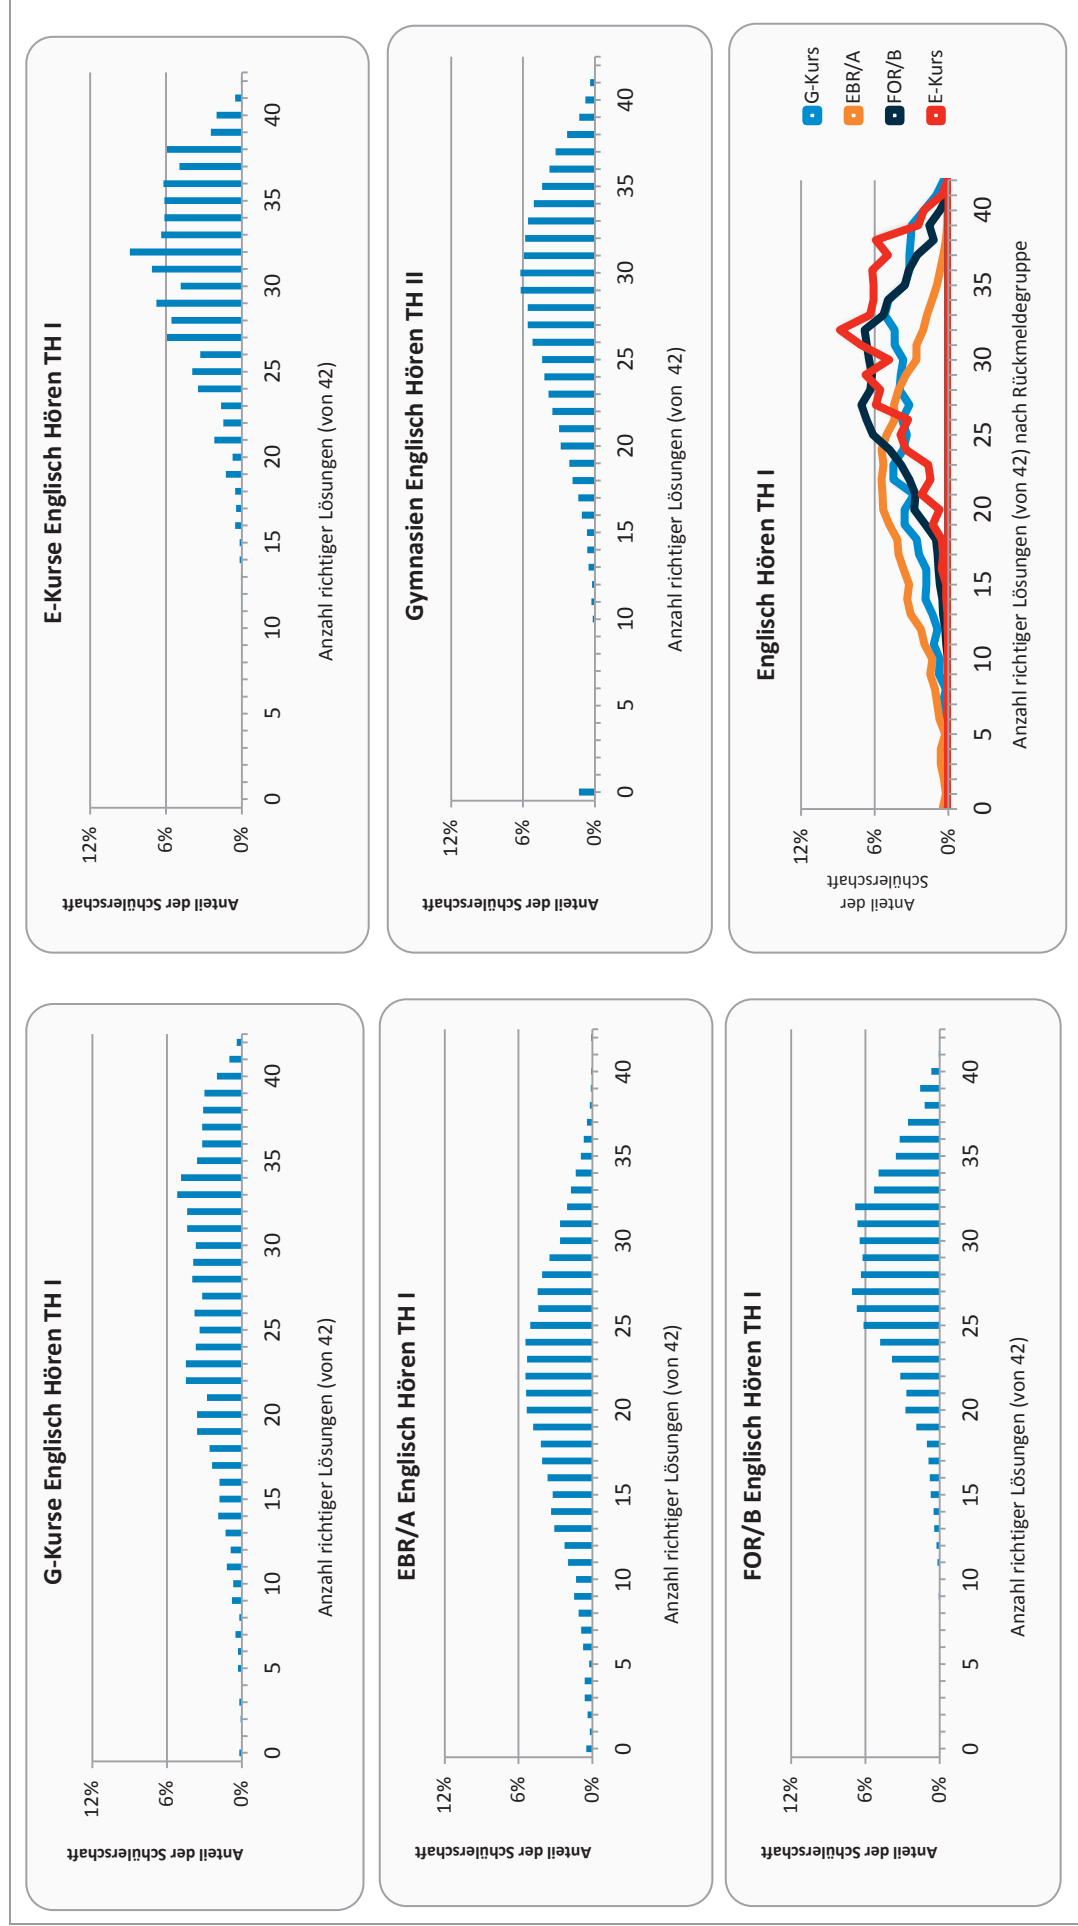 G-Kurse Englisch Hören TH I
Anteil der Schülerschaft
12%
6%
0%
0 5 10 15 20 25 30 35 40
Anzahl richtiger Lösungen (von 42)
E-Kurse Englisch Hören TH I
Anteil der Schülerschaft
12%
6%
0%
0 5 10 15 20 25 30 35 40
Anzahl richtiger Lösungen (von 42)
EBR/A Englisch Hören TH I
Anteil der Schülerschaft
12%
6%
0%
0 5 10 15 20 25 30 35 40
Anzahl richtiger Lösungen (von 42)
Gymnasien Englisch Hören TH II
Anteil der Schülerschaft
12%
6%
0%
0 5 10 15 20 25 30 35 40
Anzahl richtiger Lösungen (von 42)
FOR/B Englisch Hören TH I
Anteil der Schülerschaft
12%
6%
0%
0 5 10 15 20 25 30 35 40
Anzahl richtiger Lösungen (von 42)
Englisch Hören TH I
Anteil der
Schülerschaft
12%
6%
0%
0 5 10 15 20 25 30 35 40
Anzahl richtiger Lösungen (von 42) nach Rückmeldegruppe
G-Kurs
EBR/A
FOR/B
E-Kurs